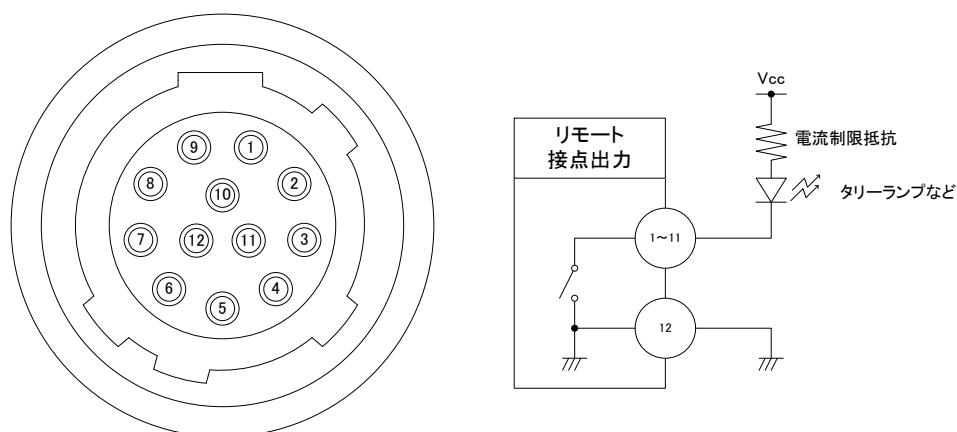 9 1
8 10 2
7 12 11 3
6 5 4
リモート
接点出力
Vcc
電流制限抵抗
タリーランプなど
1～11
12